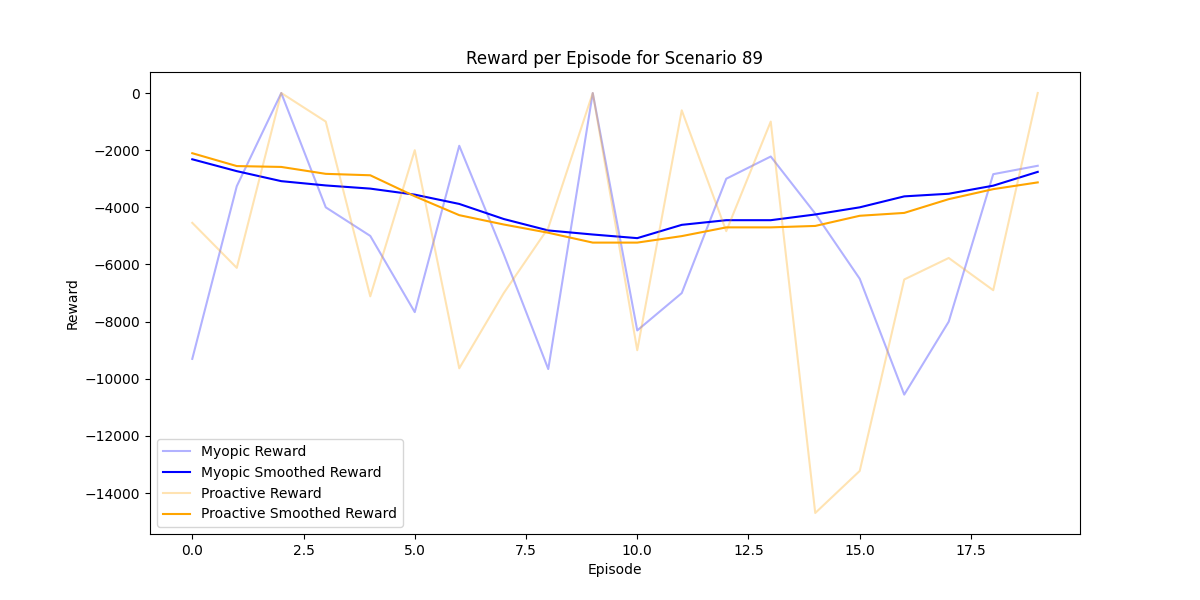 Reward per Episode for Scenario 89
0
−2000
−4000
−6000
−8000
−10000
−12000
−14000
Reward
Myopic Reward
Myopic Smoothed Reward
Proactive Reward
Proactive Smoothed Reward
0.0 2.5 5.0 7.5 10.0 12.5 15.0 17.5
Episode